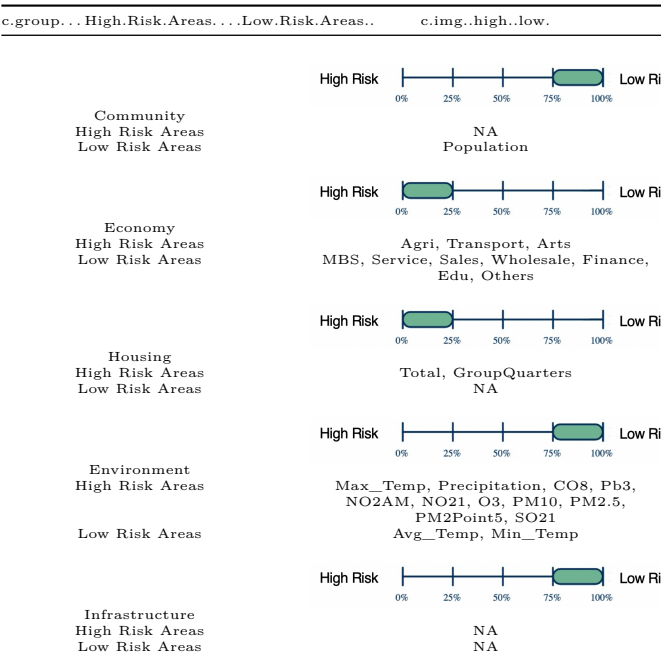 c.group...High.Risk.Areas....Low.Risk.Areas.. c.img..high..low.
High Risk Low Ri
0% 25% 50% 75% 100%
Community
High Risk Areas NA
Low Risk Areas Population
High Risk Low Ri
0% 25% 50% 75% 100%
Economy
High Risk Areas Agri, Transport, Arts
Low Risk Areas MBS, Service, Sales, Wholesale, Finance,
Edu, Others
High Risk Low Ri
0% 25% 50% 75% 100%
Housing
High Risk Areas Total, GroupQuarters
Low Risk Areas NA
High Risk Low Ri
0% 25% 50% 75% 100%
Environment
High Risk Areas Max_Temp, Precipitation, CO8, Pb3,
NO2AM, NO21, O3, PM10, PM2.5,
PM2Point5, SO21
Low Risk Areas Avg_Temp, Min_Temp
High Risk Low Ri
0% 25% 50% 75% 100%
Infrastructure
High Risk Areas NA
Low Risk Areas NA